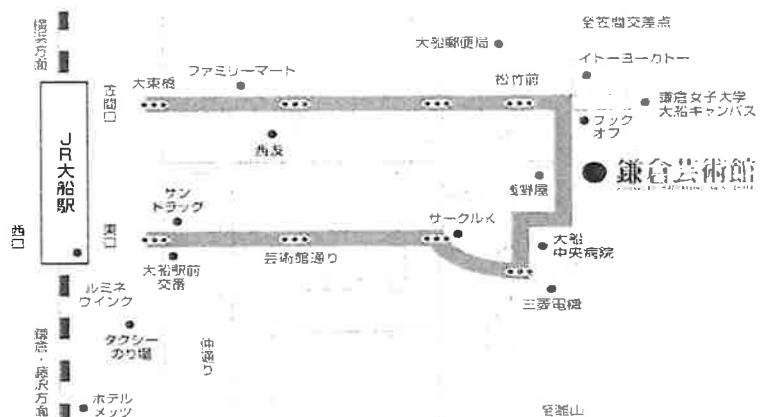 横浜方面
JR大船駅
笠間口
大東橋
ファミリーマート
大船郵便局
至笠間交差点
イトーヨーカドー
松竹前
鎌倉女子大学
大船キャンパス
ブック
オフ
西友
鎌倉芸術館
浅野屋
サン
ドラッグ
サークルK
西口
東口
大船駅前
交番
芸術館通り
大船
中央病院
三菱電機
ルミネ
ウイング
タクシー
のり場
仲通り
鎌倉・藤沢方面
ホテル
メッツ
至離山